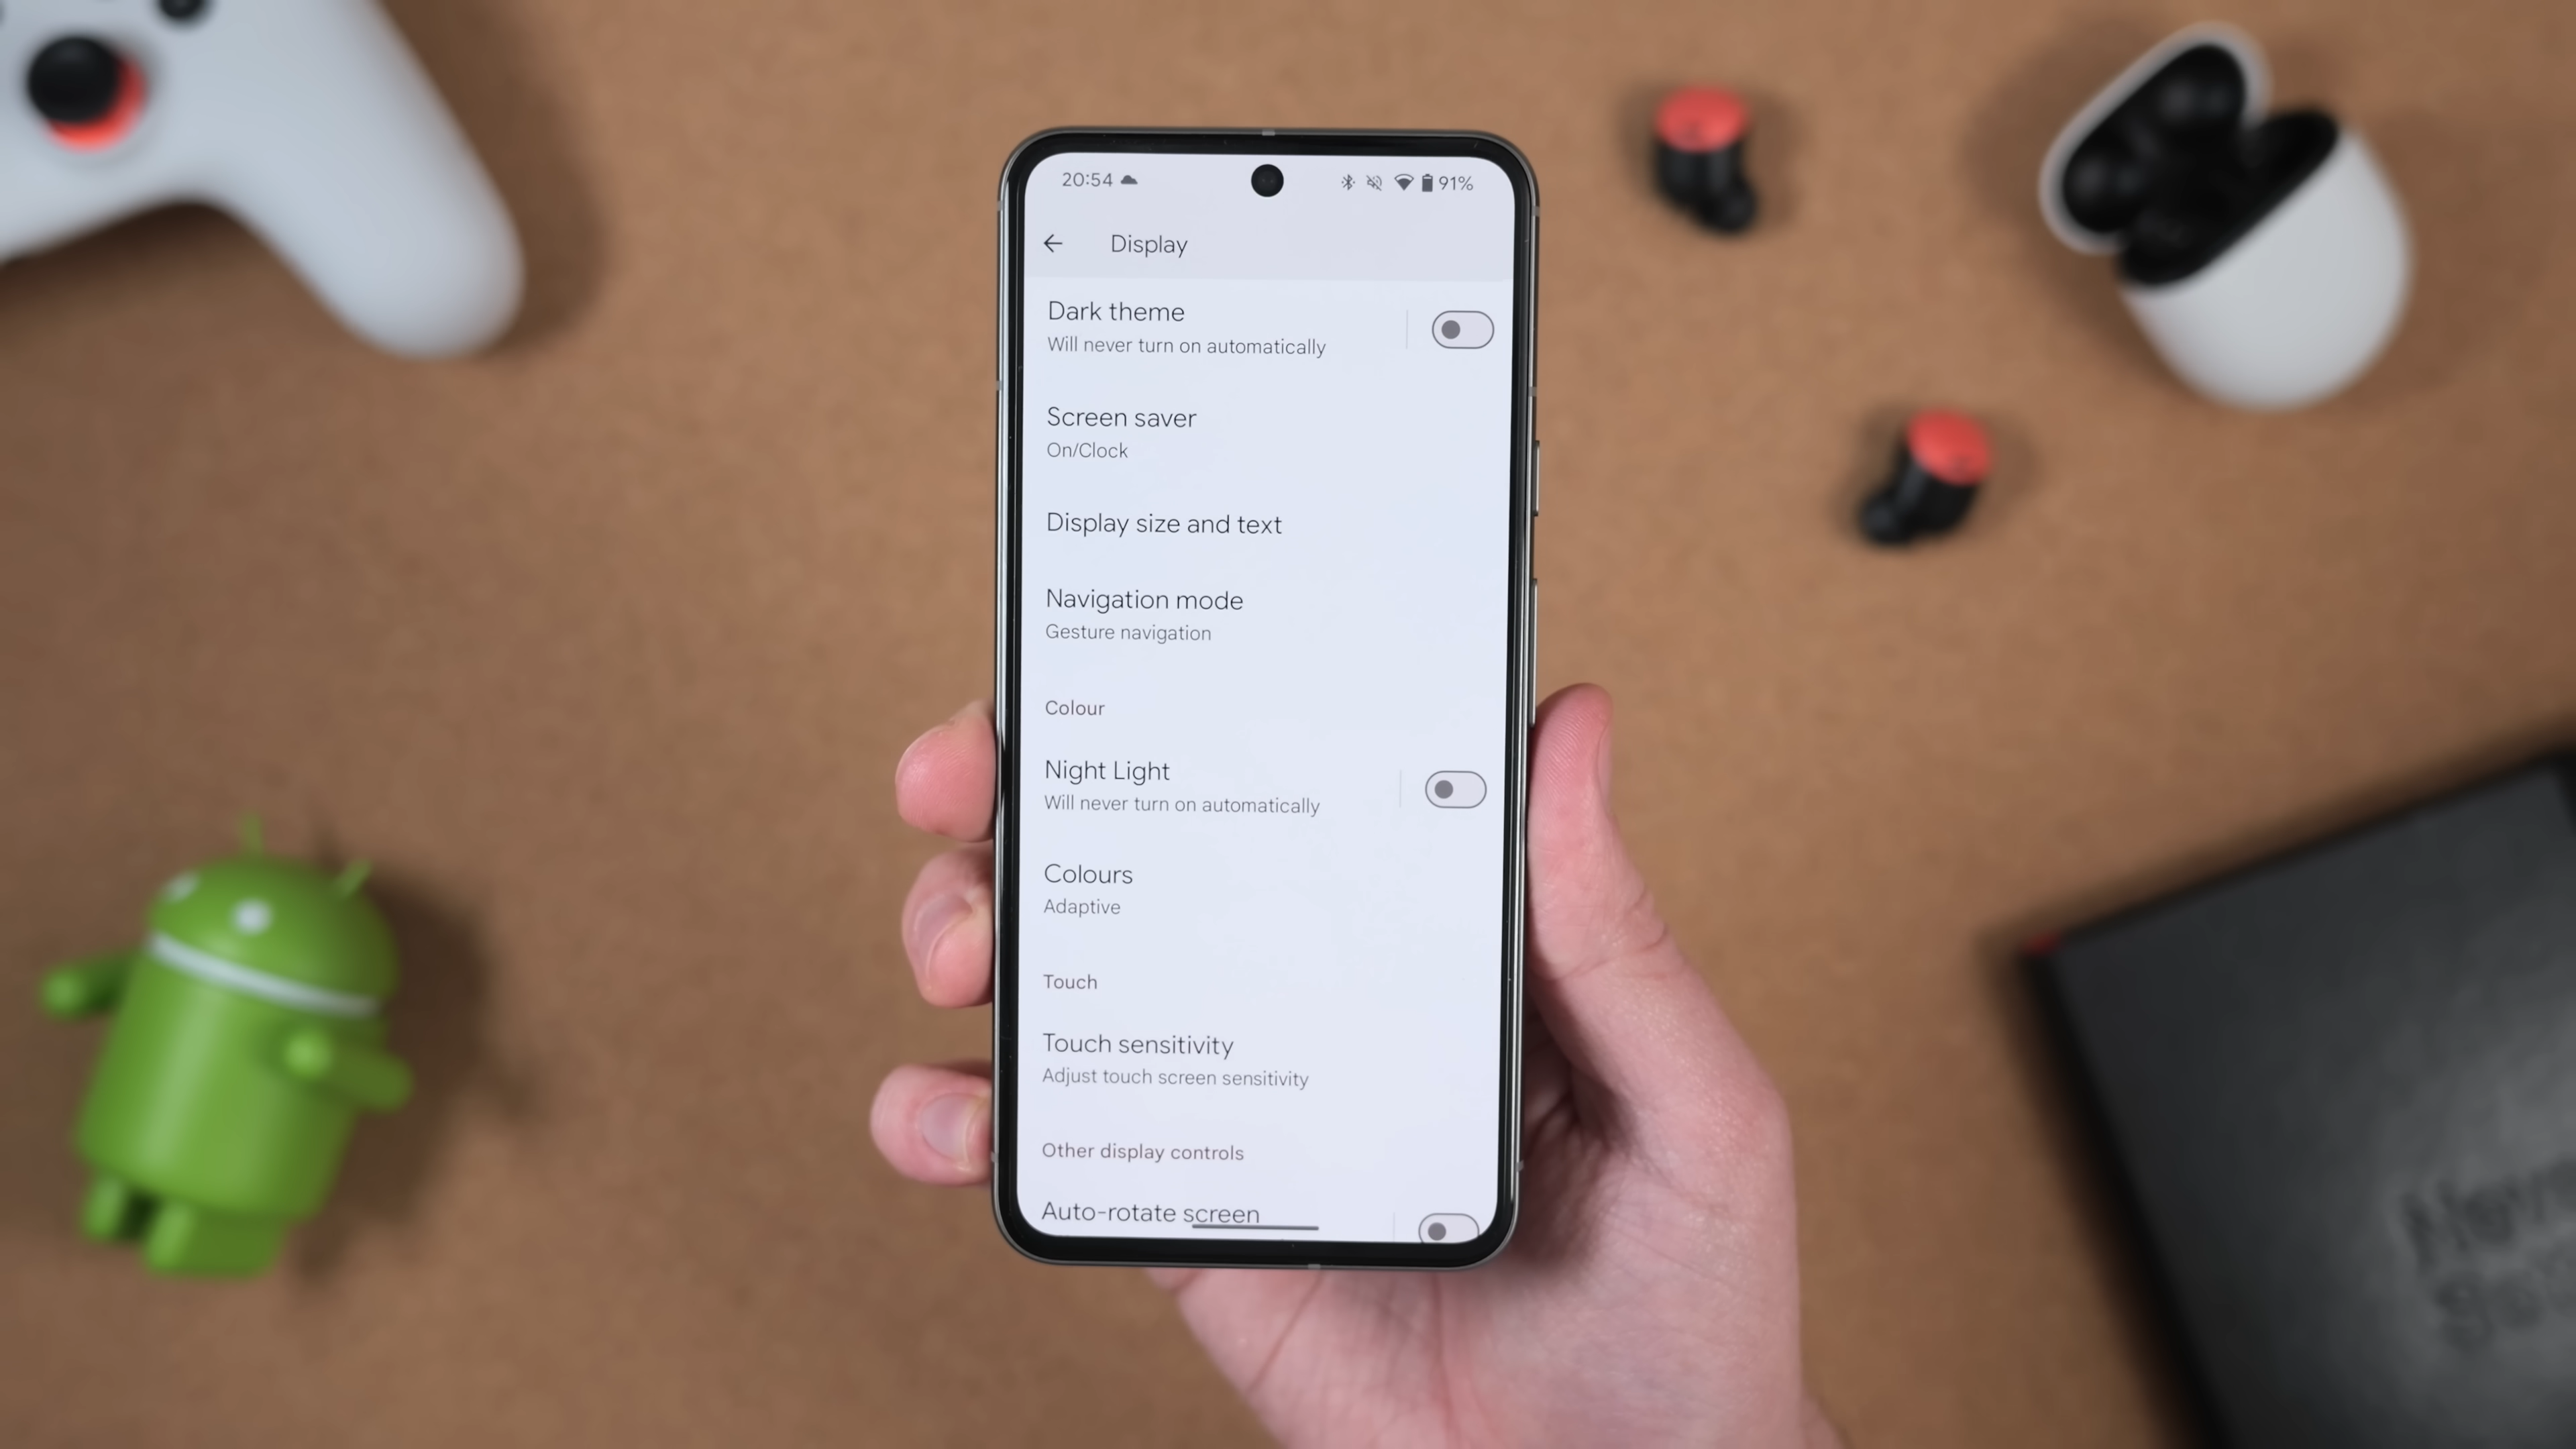 20:54 91%
Display
Dark theme
Will never turn on automatically
Screen saver
On/Clock
Display size and text
Navigation mode
Gesture navigation
Colour
Night Light
Will never turn on automatically
Colours
Adaptive
Touch
Touch sensitivity
Adjust touch screen sensitivity
Other display controls
Auto-rotate screen